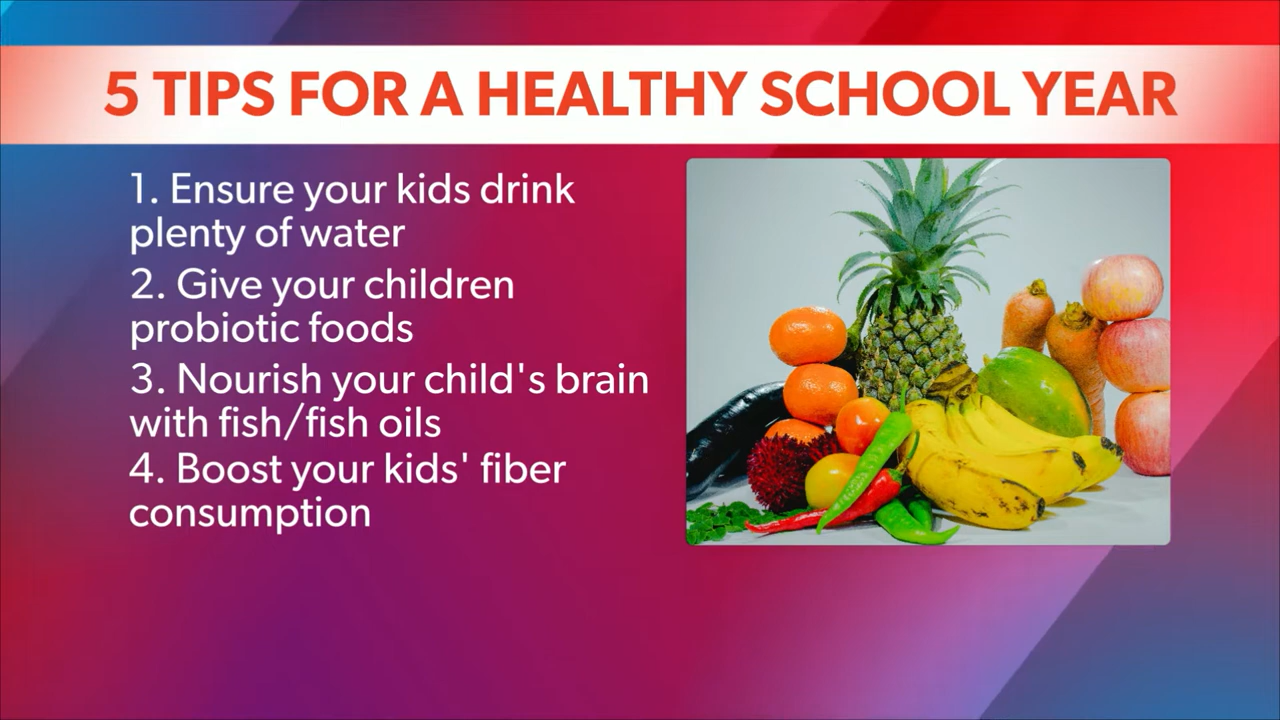 5 TIPS FOR A HEALTHY SCHOOL YEAR
1. Ensure your kids drink
plenty of water
2. Give your children
probiotic foods
3. Nourish your child's brain
with fish/fish oils
4. Boost your kids' fiber
consumption